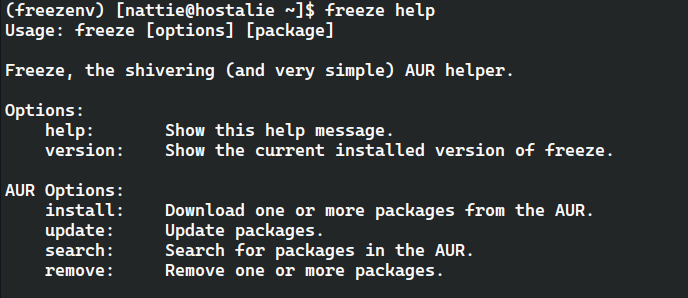 (freezenv) [nattie@hostalie ~]$ freeze help
Usage: freeze [options] [package]
Freeze, the shivering (and very simple) AUR helper.
Options:
help: Show this help message.
version: Show the current installed version of freeze.
AUR Options:
install: Download one or more packages from the AUR.
update: Update packages.
search: Search for packages in the AUR.
remove: Remove one or more packages.